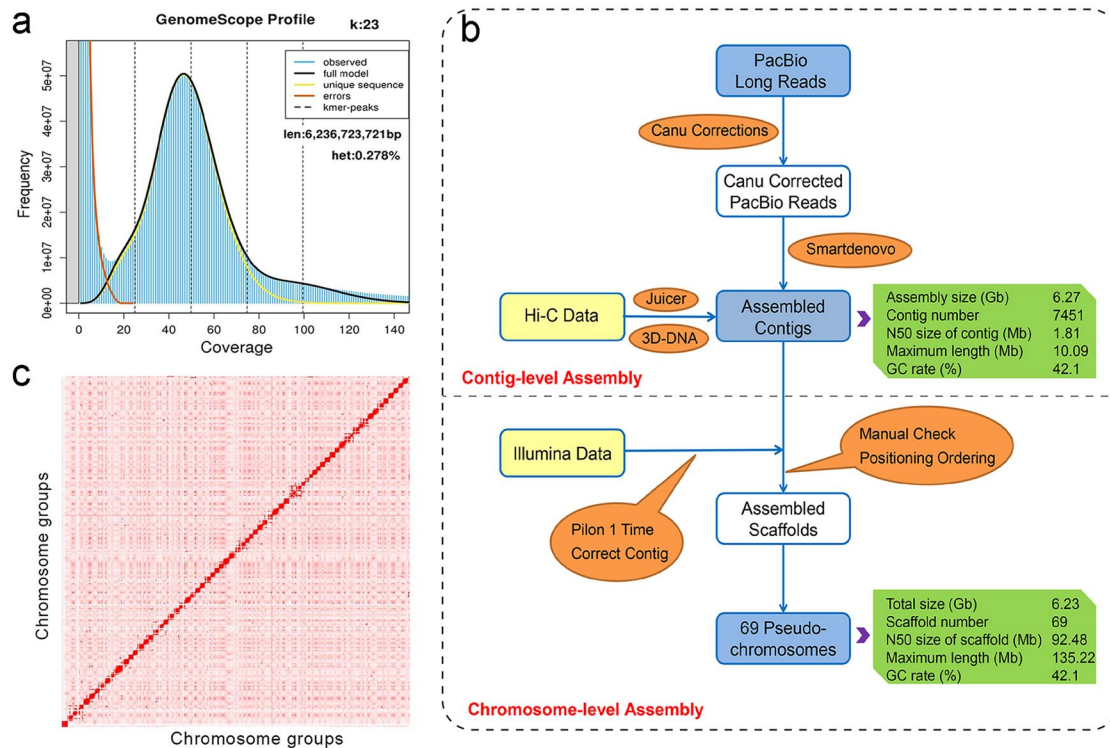 a
GenomeScope Profile
k:23
observed
full model
unique sequence
errors
kmer-peaks
len:6,236,723,721bp
het:0.278%
Frequency
0e+00
1e+07
2e+07
3e+07
4e+07
5e+07
0
20
40
60
80
100
120
140
Coverage
b
PacBio
Long Reads
Canu Corrections
Canu Corrected
PacBio Reads
Smartdenovo
Hi-C Data
Juicer
3D-DNA
Assembled
Contigs
Assembly size (Gb) 6.27
Contig number 7451
N50 size of contig (Mb) 1.81
Maximum length (Mb) 10.09
GC rate (%) 42.1
Contig-level Assembly
Illumina Data
Manual Check
Positioning Ordering
Pilon 1 Time
Correct Contig
Assembled
Scaffolds
69 Pseudo-
chromosomes
Total size (Gb) 6.23
Scaffold number 69
N50 size of scaffold (Mb) 92.48
Maximum length (Mb) 135.22
GC rate (%) 42.1
Chromosome-level Assembly
c
Chromosome groups
Chromosome groups